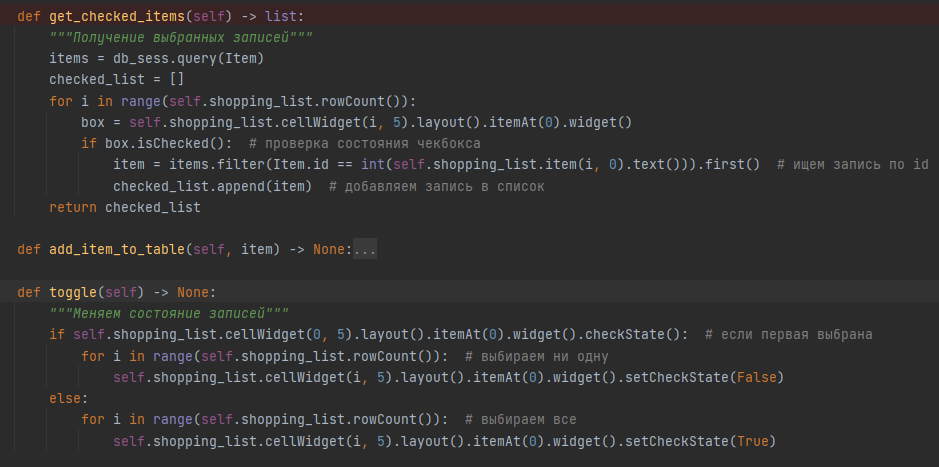 def get_checked_items(self) -> list:
    """Получение выбранных записей"""
    items = db_sess.query(Item)
    checked_list = []
    for i in range(self.shopping_list.rowCount()):
        box = self.shopping_list.cellWidget(i, 5).layout().itemAt(0).widget()
        if box.isChecked():  # проверка состояния чекбокса
            item = items.filter(Item.id == int(self.shopping_list.item(i, 0).text())).first()  # ищем запись по id
            checked_list.append(item)  # добавляем запись в список
    return checked_list

def add_item_to_table(self, item) -> None:...

def toggle(self) -> None:
    """Меняем состояние записей"""
    if self.shopping_list.cellWidget(0, 5).layout().itemAt(0).widget().checkState():  # если первая выбрана
        for i in range(self.shopping_list.rowCount()):  # выбираем ни одну
            self.shopping_list.cellWidget(i, 5).layout().itemAt(0).widget().setCheckState(False)
    else:
        for i in range(self.shopping_list.rowCount()):  # выбираем все
            self.shopping_list.cellWidget(i, 5).layout().itemAt(0).widget().setCheckState(True)